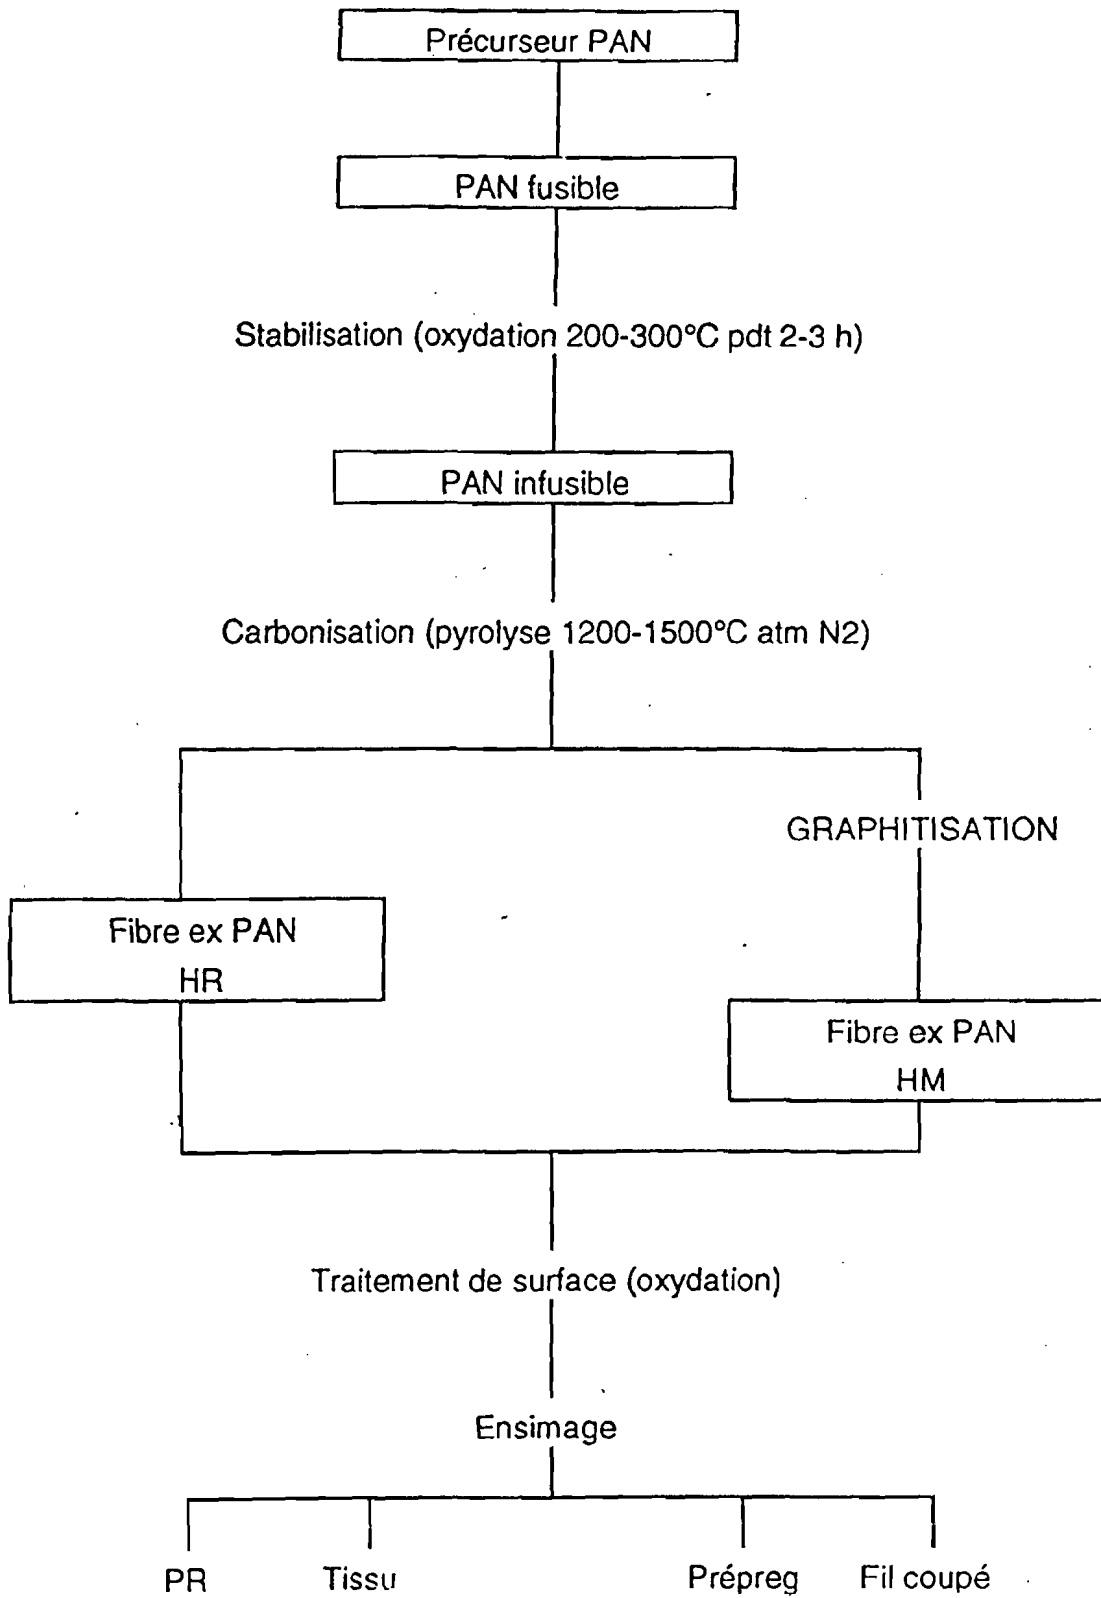 Précurseur PAN
PAN fusible
Stabilisation (oxydation 200-300°C pdt 2-3 h)
PAN infusible
Carbonisation (pyrolyse 1200-1500°C atm N2)
GRAPHITISATION
Fibre ex PAN
HR
Fibre ex PAN
HM
Traitement de surface (oxydation)
Ensimage
PR Tissu Prépreg Fil coupé